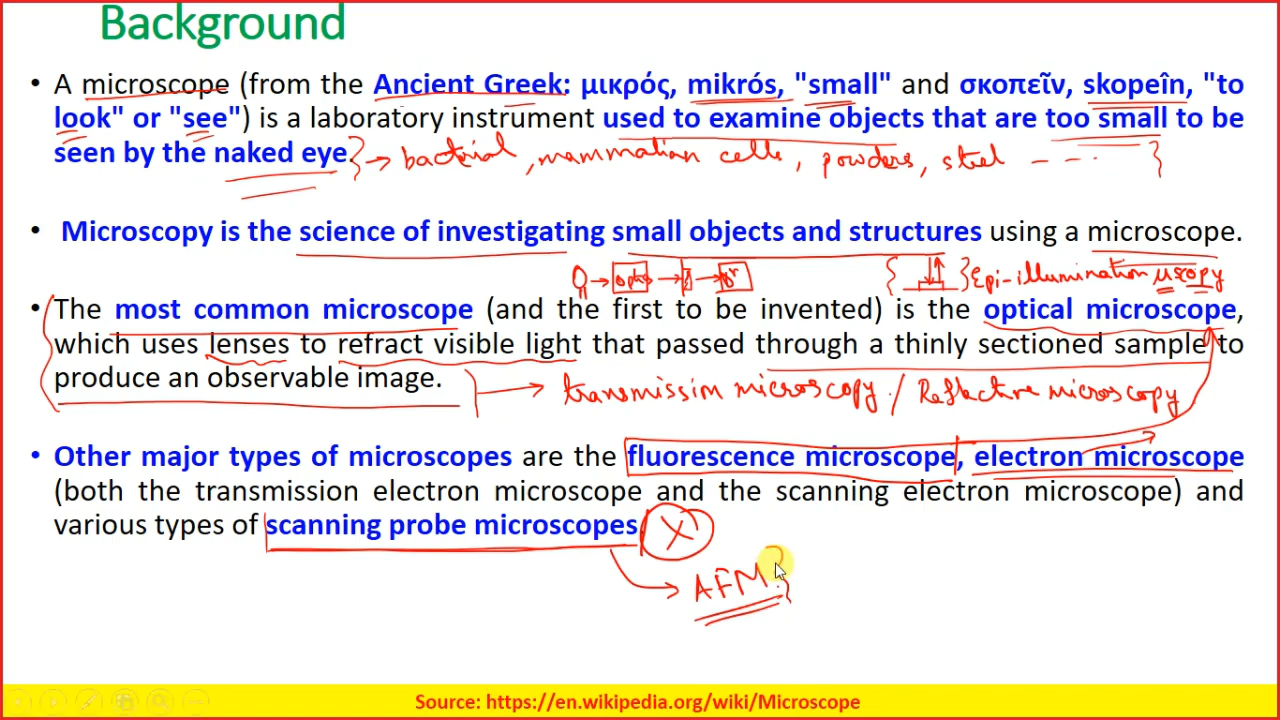 Background
• A microscope (from the Ancient Greek: μικρός, mikrós, "small" and σκοπεῖν, skopeîn, "to
look" or "see") is a laboratory instrument used to examine objects that are too small to be
seen by the naked eye. → bacterial, mammalian cells, powders, steel - - - .
• Microscopy is the science of investigating small objects and structures using a microscope.
Epi-illumination μscopy
• The most common microscope (and the first to be invented) is the optical microscope,
which uses lenses to refract visible light that passed through a thinly sectioned sample to
produce an observable image. → transmission microscopy / Reflective microscopy
• Other major types of microscopes are the fluorescence microscope, electron microscope
(both the transmission electron microscope and the scanning electron microscope) and
various types of scanning probe microscopes X
→ AFM
Source: https://en.wikipedia.org/wiki/Microscope